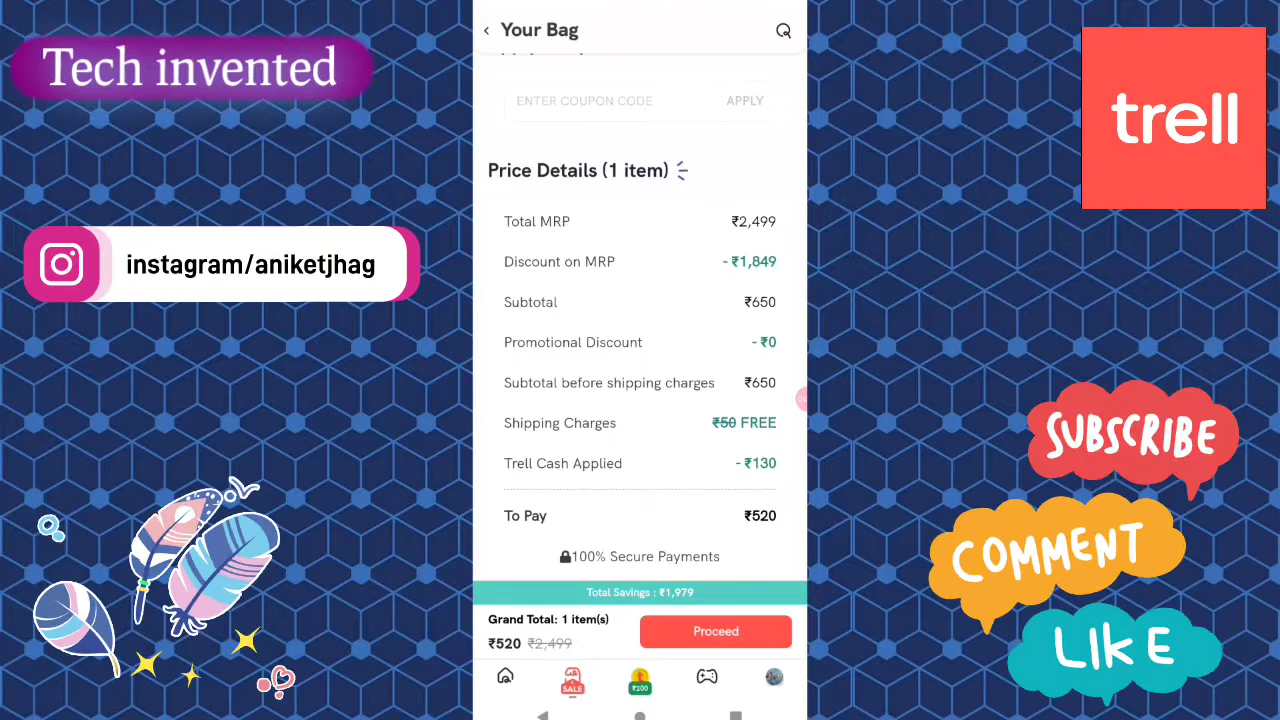 Tech invented
instagram/aniketjhag
Your Bag
ENTER COUPON CODE APPLY
Price Details (1 item)
Total MRP ₹2,499
Discount on MRP - ₹1,849
Subtotal ₹650
Promotional Discount - ₹0
Subtotal before shipping charges ₹650
Shipping Charges ₹50 FREE
Trell Cash Applied - ₹130
To Pay ₹520
100% Secure Payments
Total Savings : ₹1,979
Grand Total: 1 item(s)
₹520 ₹2,499
Proceed
SALE
₹200
trell
SUBSCRIBE
COMMENT
LIKE